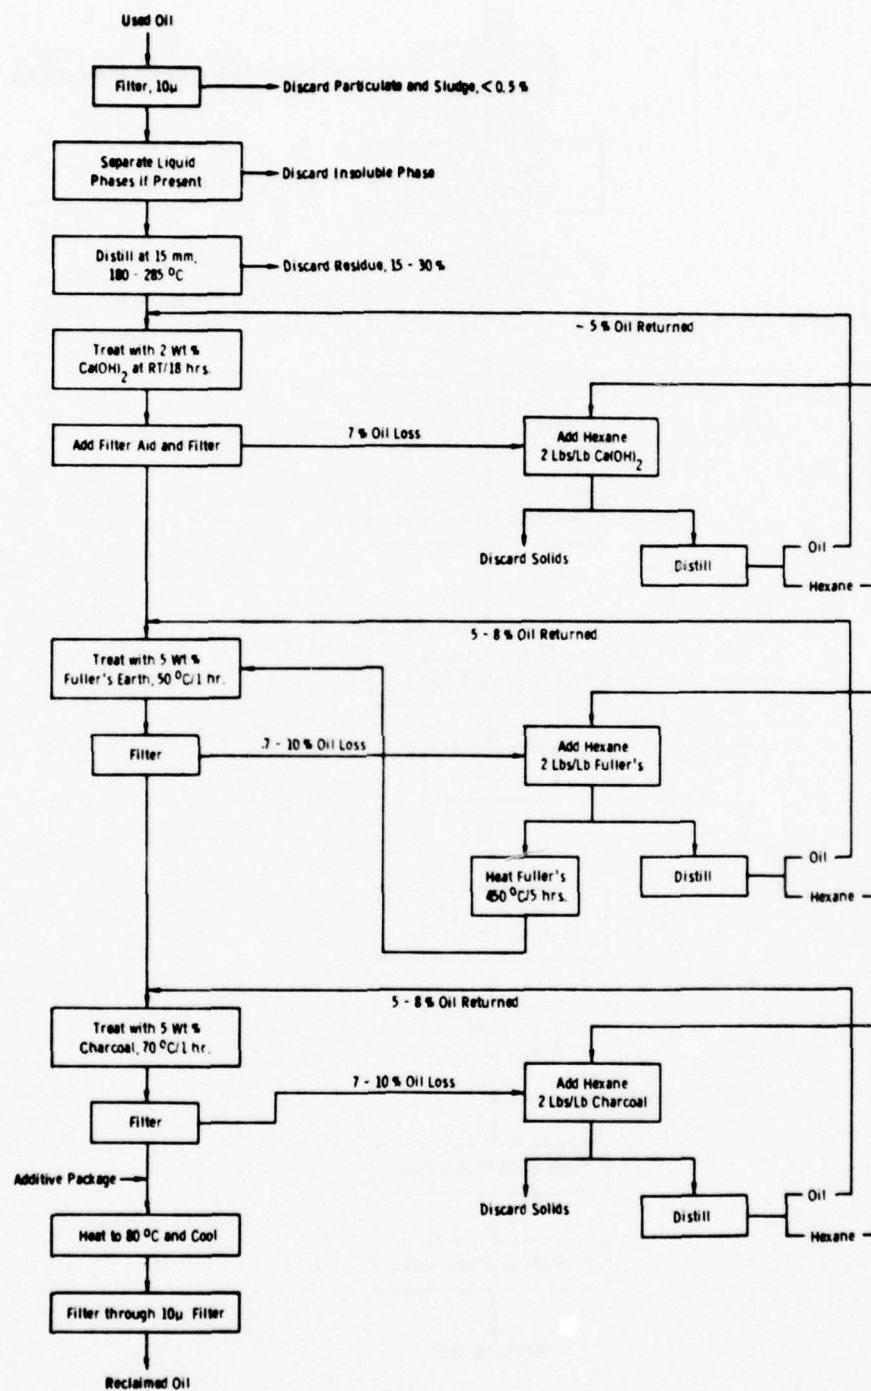 Used Oil
Filter, 10μ
Discard Particulate and Sludge, < 0.5 %
Separate Liquid
Phases if Present
Discard Insoluble Phase
Distill at 15 mm,
180 - 285 °C
Discard Residue, 15 - 30 %
~ 5 % Oil Returned
Treat with 2 Wt %
Ca(OH)₂ at RT/18 hrs.
Add Filter Aid and Filter
7 % Oil Loss
Add Hexane
2 Lbs/Lb Ca(OH)₂
Discard Solids
Distill
Oil
Hexane
5 - 8 % Oil Returned
Treat with 5 Wt %
Fuller's Earth, 50 °C/1 hr.
Filter
7 - 10 % Oil Loss
Add Hexane
2 Lbs/Lb Fuller's
Heat Fuller's
450 °C/5 hrs.
Distill
Oil
Hexane
5 - 8 % Oil Returned
Treat with 5 Wt %
Charcoal, 70 °C/1 hr.
Filter
7 - 10 % Oil Loss
Add Hexane
2 Lbs/Lb Charcoal
Additive Package
Discard Solids
Distill
Oil
Hexane
Heat to 80 °C and Cool
Filter through 10μ Filter
Reclaimed Oil